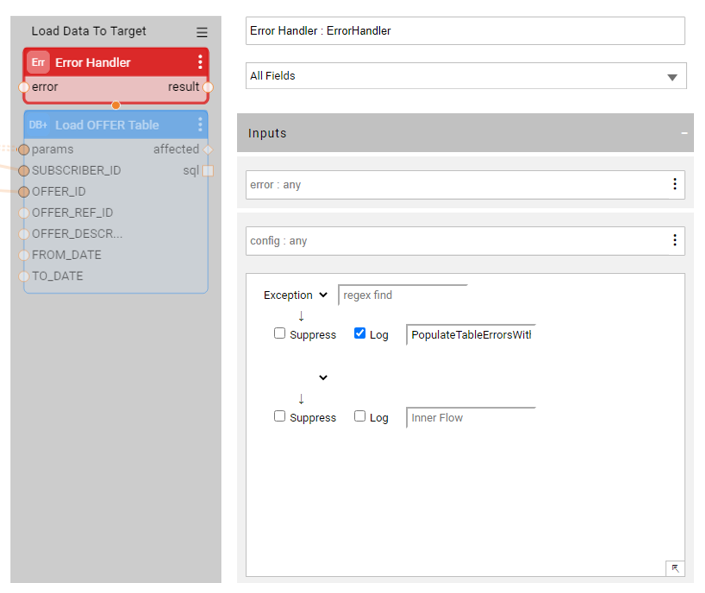 Load Data To Target
Err Error Handler
error result
DB+ Load OFFER Table
params affected
SUBSCRIBER_ID sql
OFFER_ID
OFFER_REF_ID
OFFER_DESCR...
FROM_DATE
TO_DATE
Error Handler : ErrorHandler
All Fields
Inputs
error : any
config : any
Exception regex find
Suppress Log PopulateTableErrorsWitl
Suppress Log Inner Flow